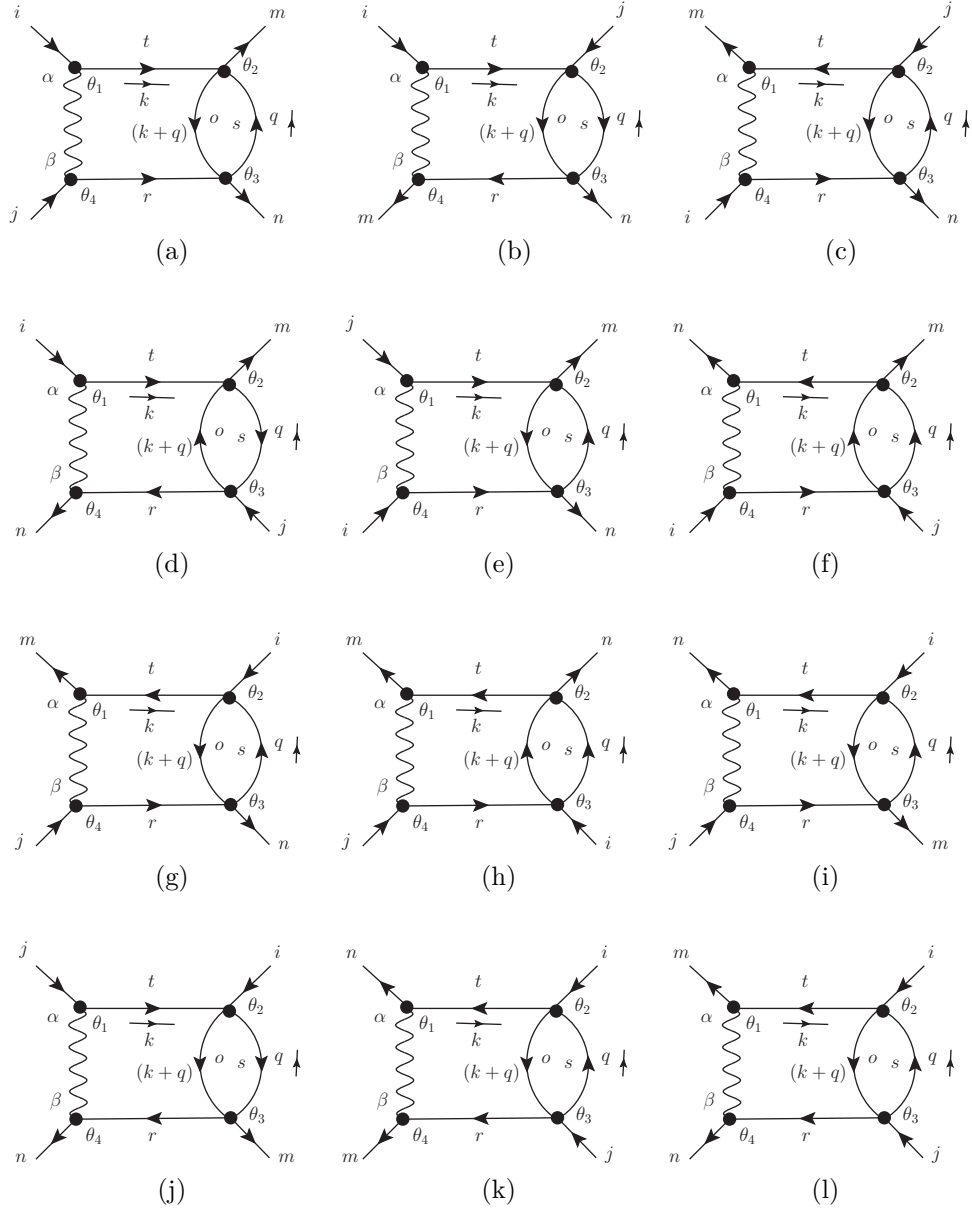 i t m i t j m t j
α θ₁ k θ₂ α θ₁ k θ₂ α θ₁ k θ₂
(k+q) o s q (k+q) o s q (k+q) o s q
β θ₄ r θ₃ β θ₄ r θ₃ β θ₄ r θ₃
j n m n i n
(a) (b) (c)
i t m j t m n t m
α θ₁ k θ₂ α θ₁ k θ₂ α θ₁ k θ₂
(k+q) o s q (k+q) o s q (k+q) o s q
β θ₄ r θ₃ β θ₄ r θ₃ β θ₄ r θ₃
n j i n i j
(d) (e) (f)
m t i m t n n t i
α θ₁ k θ₂ α θ₁ k θ₂ α θ₁ k θ₂
(k+q) o s q (k+q) o s q (k+q) o s q
β θ₄ r θ₃ β θ₄ r θ₃ β θ₄ r θ₃
j n j i j m
(g) (h) (i)
j t i n t i m t i
α θ₁ k θ₂ α θ₁ k θ₂ α θ₁ k θ₂
(k+q) o s q (k+q) o s q (k+q) o s q
β θ₄ r θ₃ β θ₄ r θ₃ β θ₄ r θ₃
n m m j n j
(j) (k) (l)